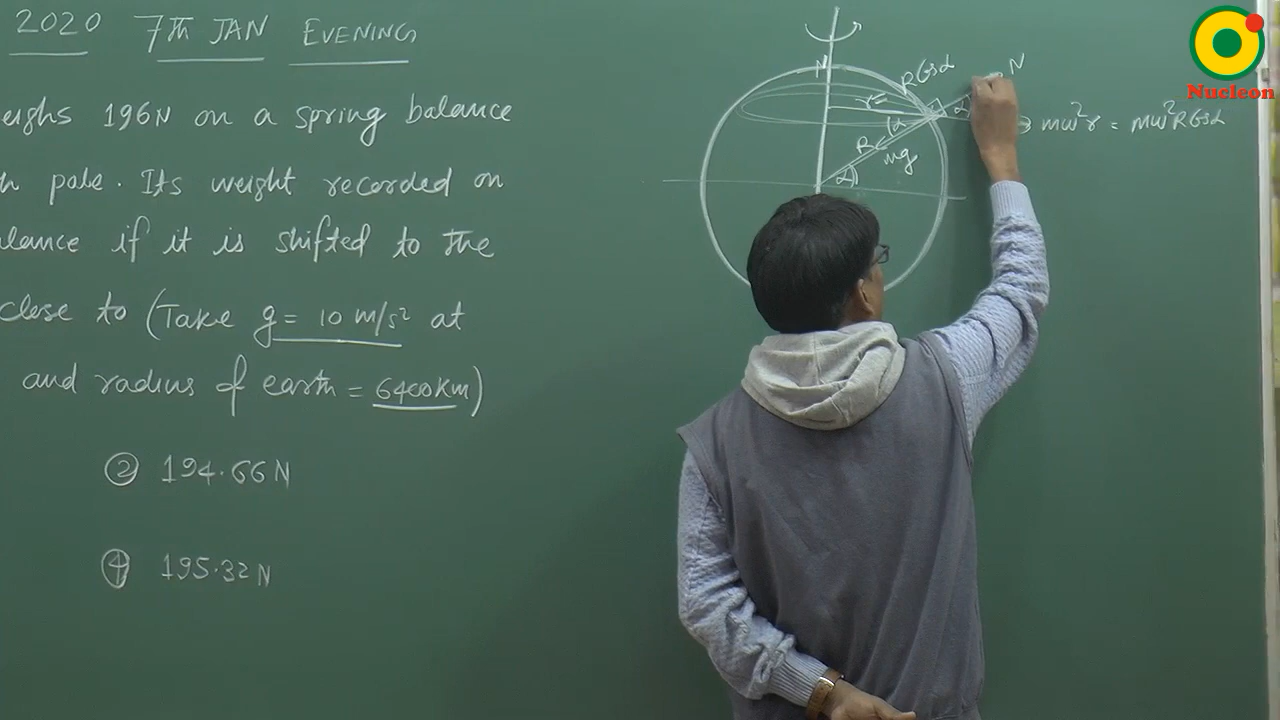 2020 7TH JAN EVENING
eighs 196N on a spring balance
h pole. Its weight recorded on
alance if it is shifted to the
close to (Take g = 10 m/s² at
and radius of earth = 6400km)
② 194.66N
④ 195.32N
N
r = R Cosα
N
α
R
α
mg
α
mω²r = mω²R Cosα
Nucleon